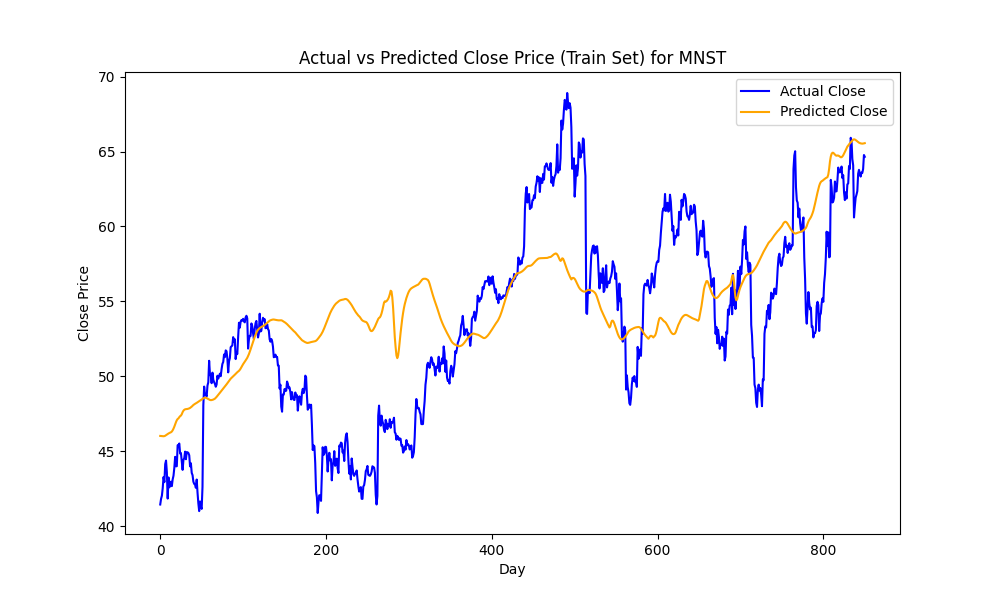 Actual vs Predicted Close Price (Train Set) for MNST
Actual Close
Predicted Close
Close Price
70
65
60
55
50
45
40
0 200 400 600 800
Day